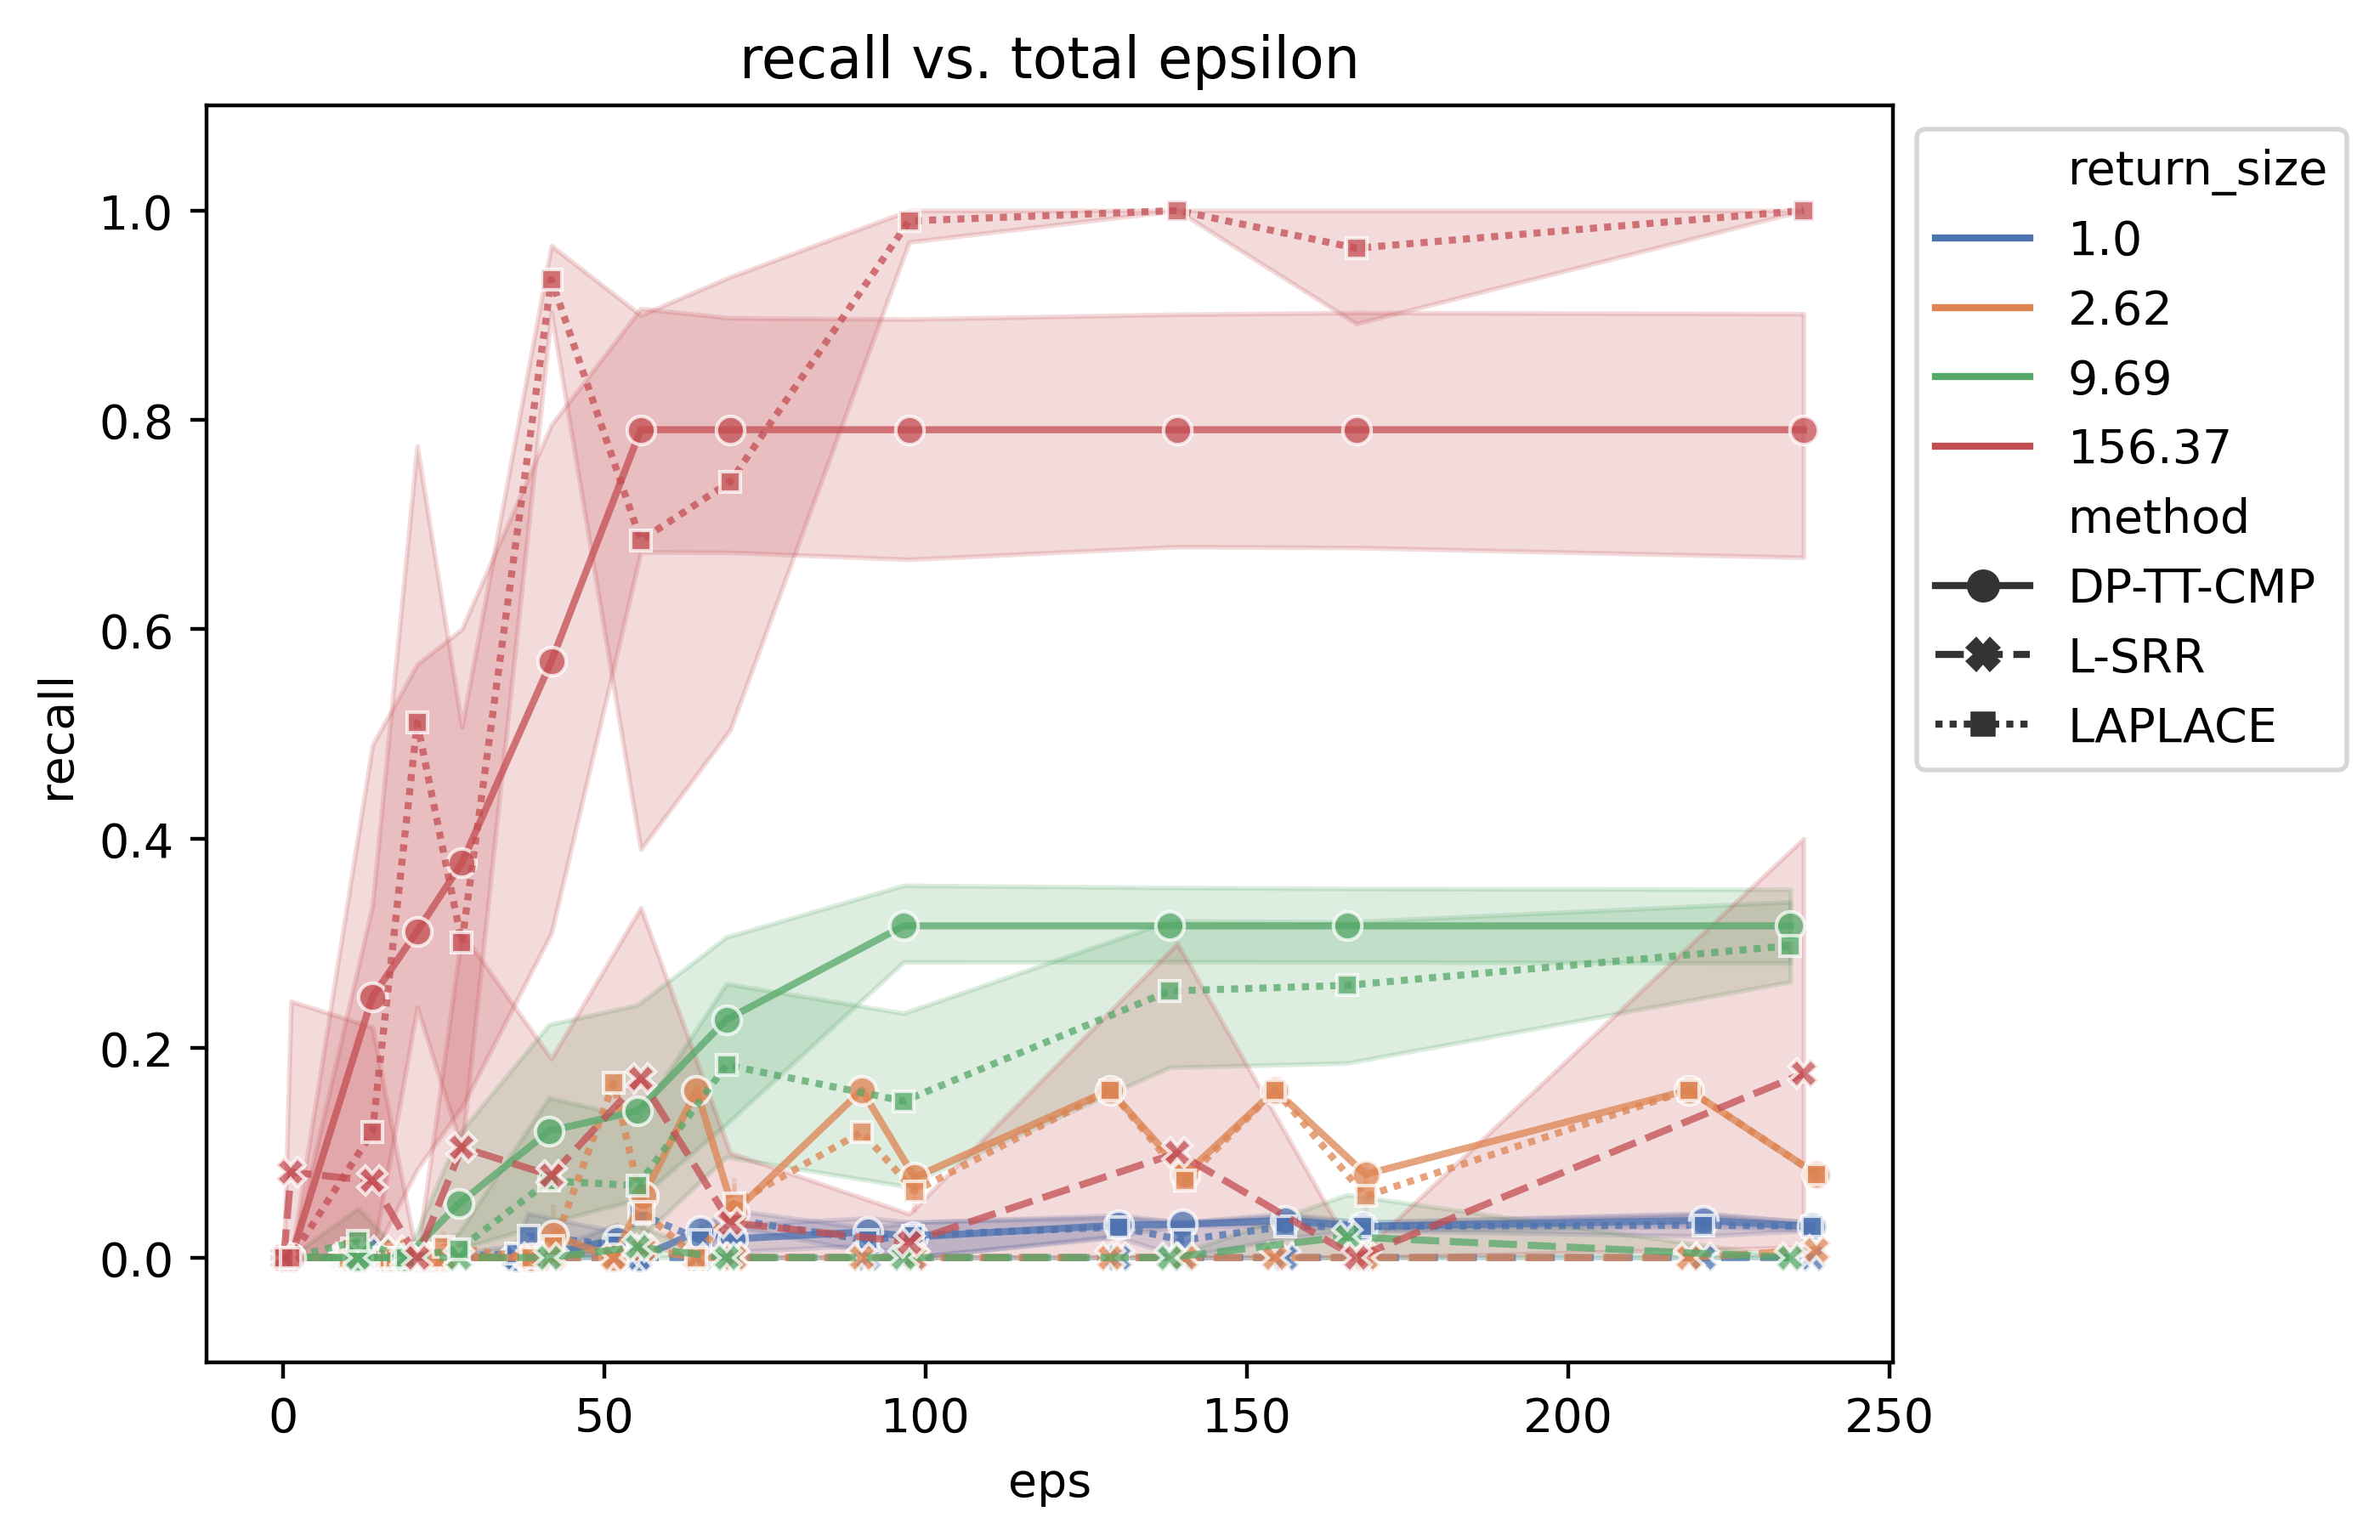 recall vs. total epsilon
1.0
0.8
0.6
0.4
0.2
0.0
recall
0 50 100 150 200 250
eps
return_size
1.0
2.62
9.69
156.37
method
DP-TT-CMP
L-SRR
LAPLACE